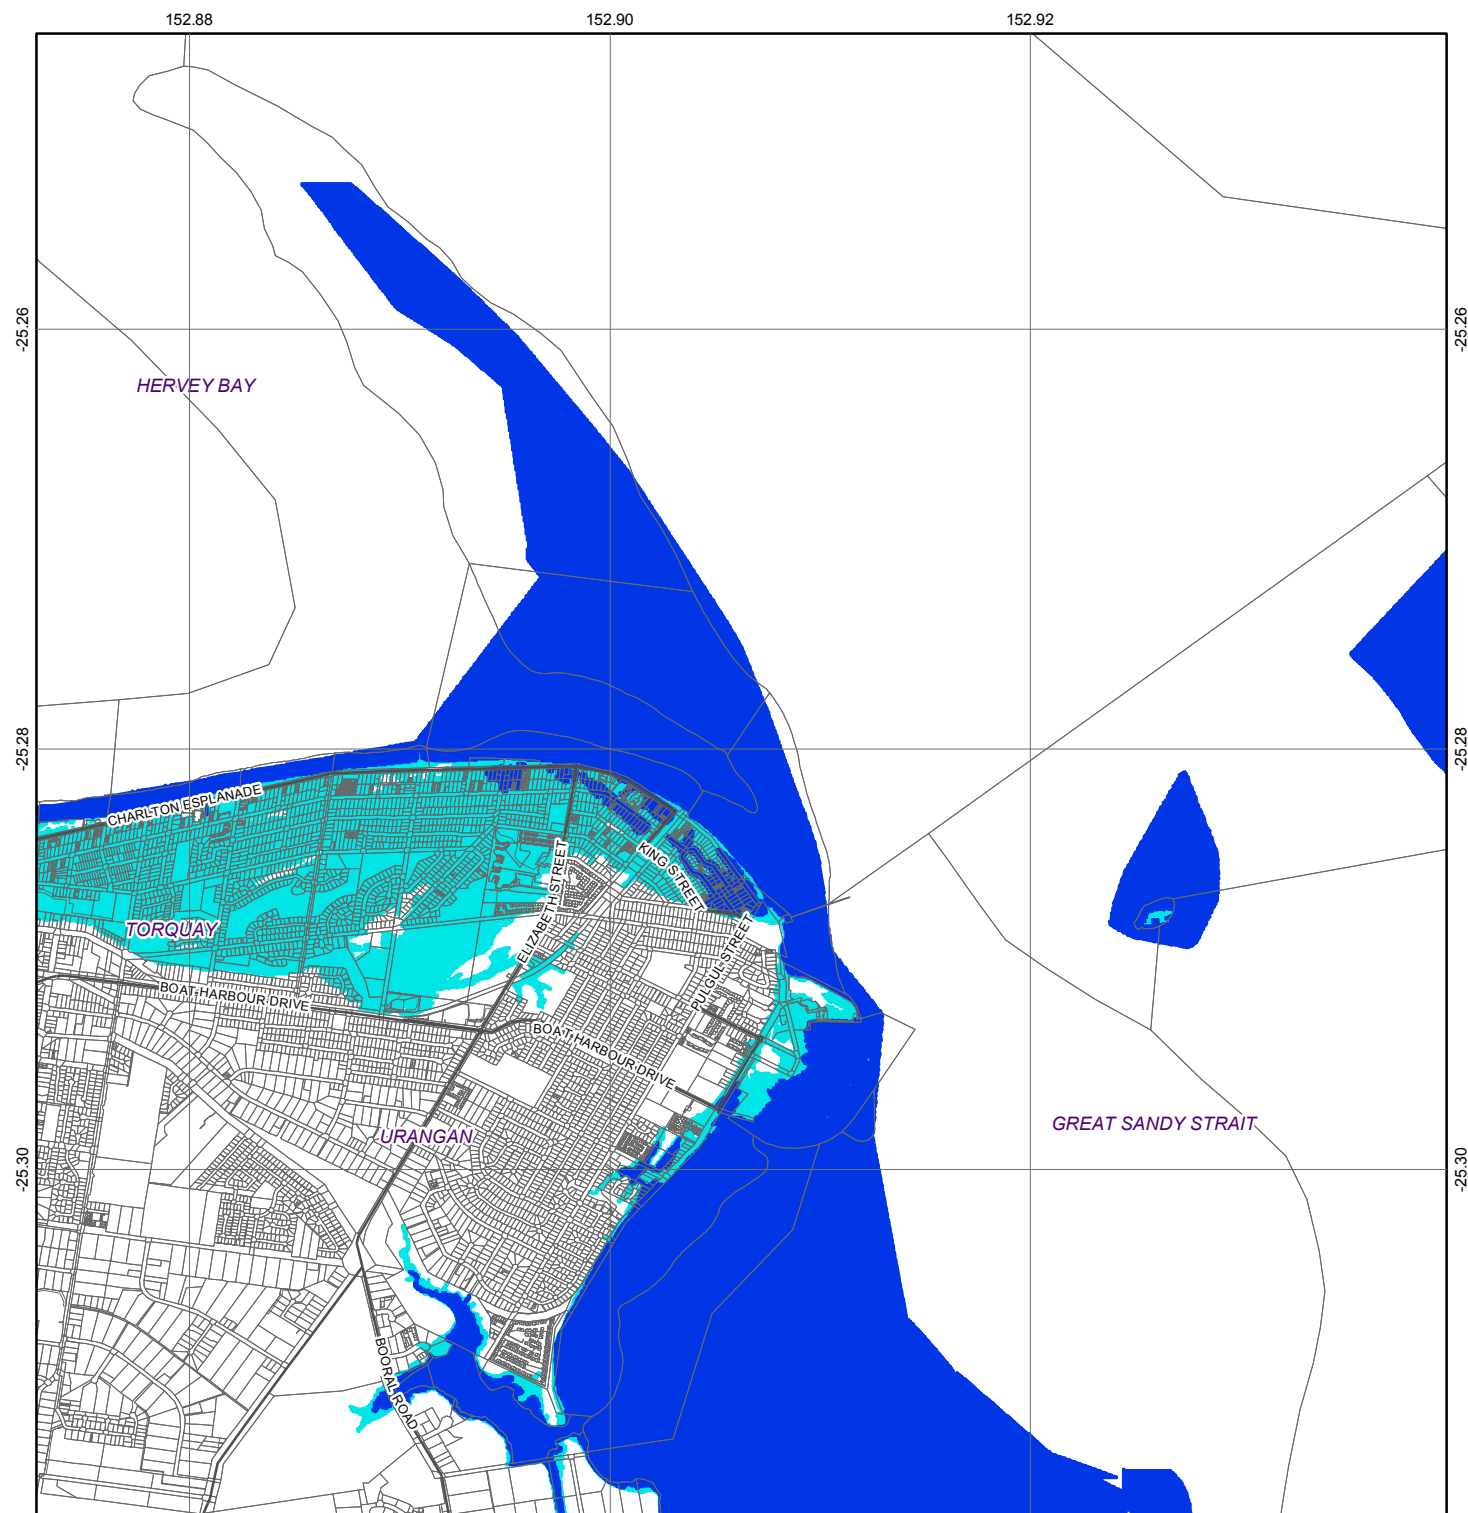 152.88
152.90
152.92
-25.26
-25.26
HERVEY BAY
-25.28
-25.28
CHARLTON ESPLANADE
KING STREET
ELIZABETH STREET
TORQUAY
PULGUL STREET
BOAT HARBOUR DRIVE
BOAT HARBOUR DRIVE
URANGAN
GREAT SANDY STRAIT
-25.30
-25.30
BOORAL ROAD